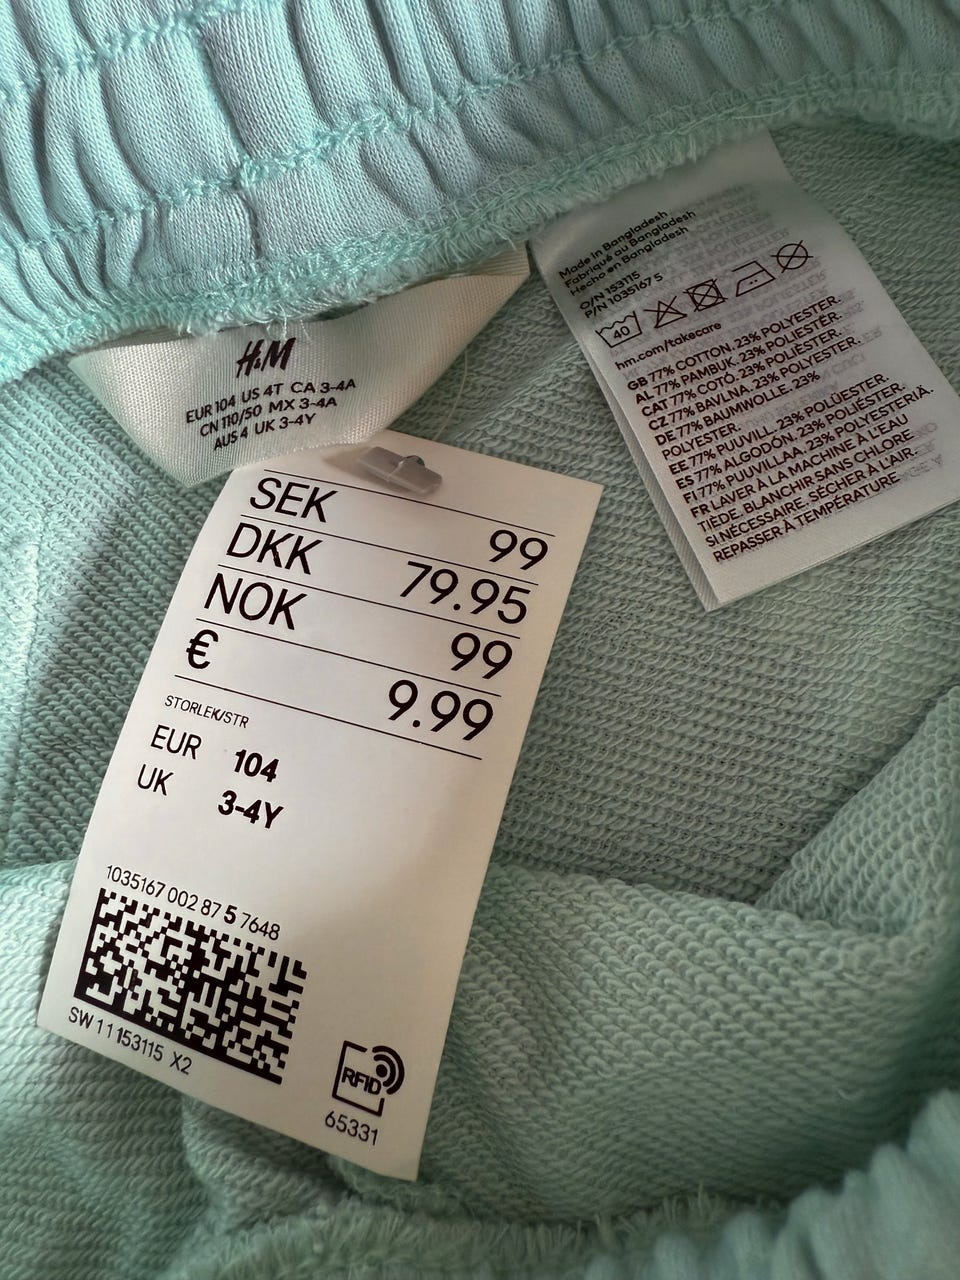 H&M
EUR 104 US 4T CA 3-4A
CN 110/50 MX 3-4A
AUS 4 UK 3-4Y
Made in Bangladesh
Fabriqué au Bangladesh
Hecho en Bangladesh
O/N 153115
P/N 1035167 5
40
hm.com/takecare
GB 77% COTTON. 23% POLYESTER.
AL 77% PAMBUK. 23% POLIESTËR.
CAT 77% COTÓ. 23% POLIÈSTER.
CZ 77% BAVLNA. 23% POLYESTER.
DE 77% BAUMWOLLE. 23%
POLYESTER.
EE 77% PUUVILL. 23% POLÜESTER.
ES 77% ALGODÓN. 23% POLIÉSTER.
FI 77% PUUVILLAA. 23% POLYESTERIÄ.
FR LAVER À LA MACHINE À L'EAU
TIÈDE. BLANCHIR SANS CHLORE
SI NÉCESSAIRE. SÉCHER À L'AIR.
REPASSER À TEMPÉRATURE
SEK 99
DKK 79.95
NOK 99
€ 9.99
STORLEK/STR
EUR 104
UK 3-4Y
1035167 002 87 5 7648
SW 1 1 153115 X2
RFID
65331